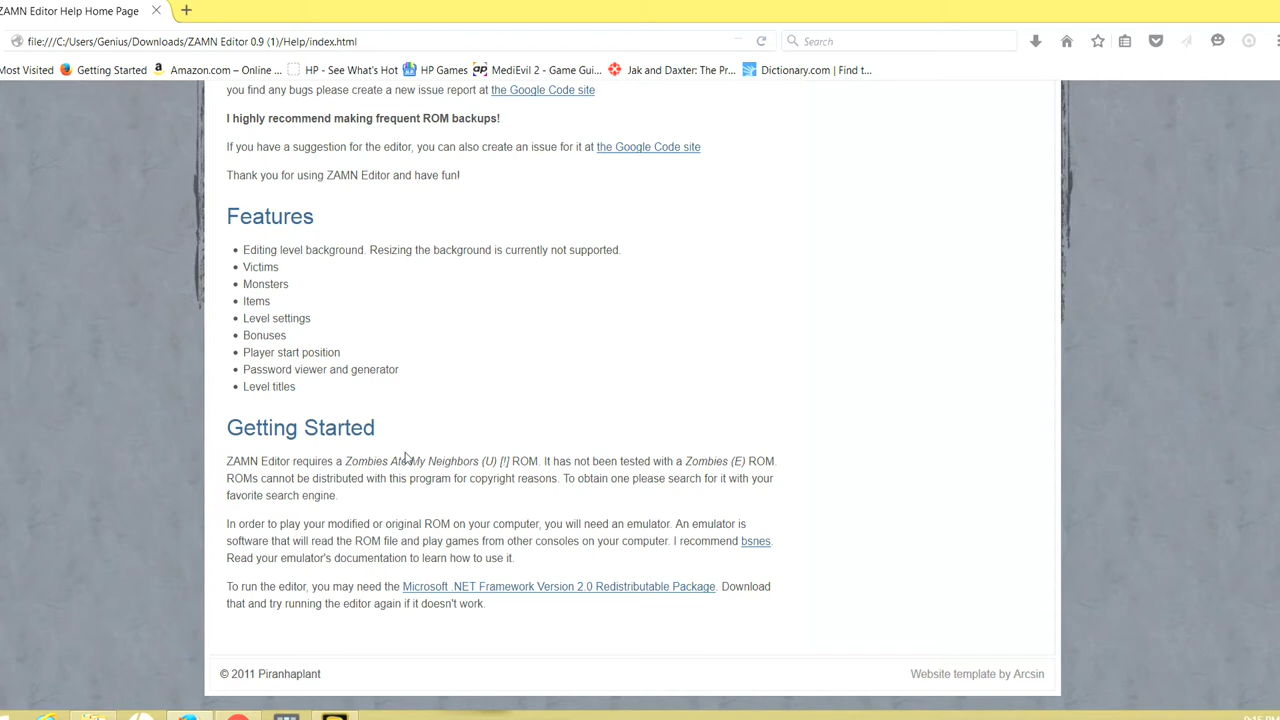 ZAMN Editor Help Home Page
file:///C:/Users/Genius/Downloads/ZAMN Editor 0.9 (1)/Help/index.html
Search
Most Visited Getting Started Amazon.com – Online ... HP - See What's Hot HP Games MediEvil 2 - Game Gui... Jak and Daxter: The Pr... Dictionary.com | Find t...
you find any bugs please create a new issue report at the Google Code site
I highly recommend making frequent ROM backups!
If you have a suggestion for the editor, you can also create an issue for it at the Google Code site
Thank you for using ZAMN Editor and have fun!
Features
• Editing level background. Resizing the background is currently not supported.
• Victims
• Monsters
• Items
• Level settings
• Bonuses
• Player start position
• Password viewer and generator
• Level titles
Getting Started
ZAMN Editor requires a Zombies Ate My Neighbors (U) [!] ROM. It has not been tested with a Zombies (E) ROM.
ROMs cannot be distributed with this program for copyright reasons. To obtain one please search for it with your
favorite search engine.
In order to play your modified or original ROM on your computer, you will need an emulator. An emulator is
software that will read the ROM file and play games from other consoles on your computer. I recommend bsnes.
Read your emulator's documentation to learn how to use it.
To run the editor, you may need the Microsoft .NET Framework Version 2.0 Redistributable Package. Download
that and try running the editor again if it doesn't work.
© 2011 Piranhaplant
Website template by Arcsin